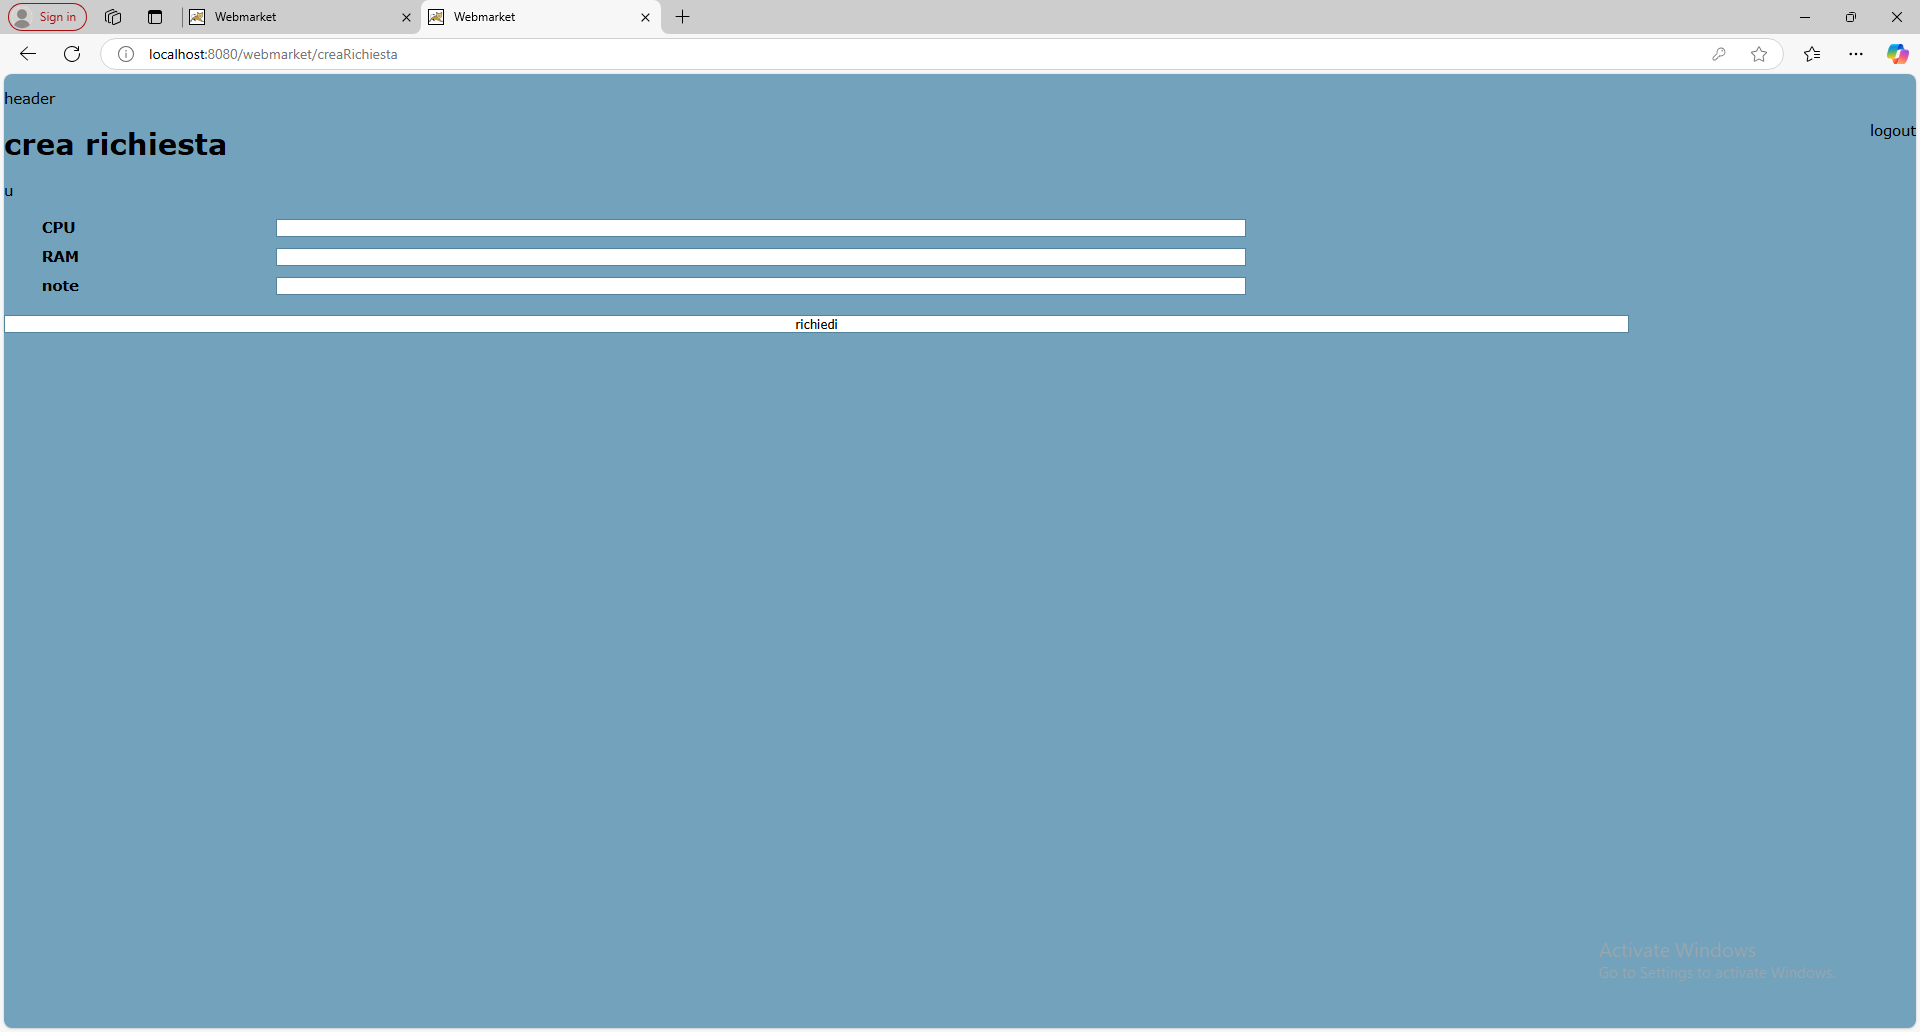 Sign in
Webmarket
Webmarket
localhost:8080/webmarket/creaRichiesta
header
logout
crea richiesta
u
CPU
RAM
note
richiedi
Activate Windows
Go to Settings to activate Windows.